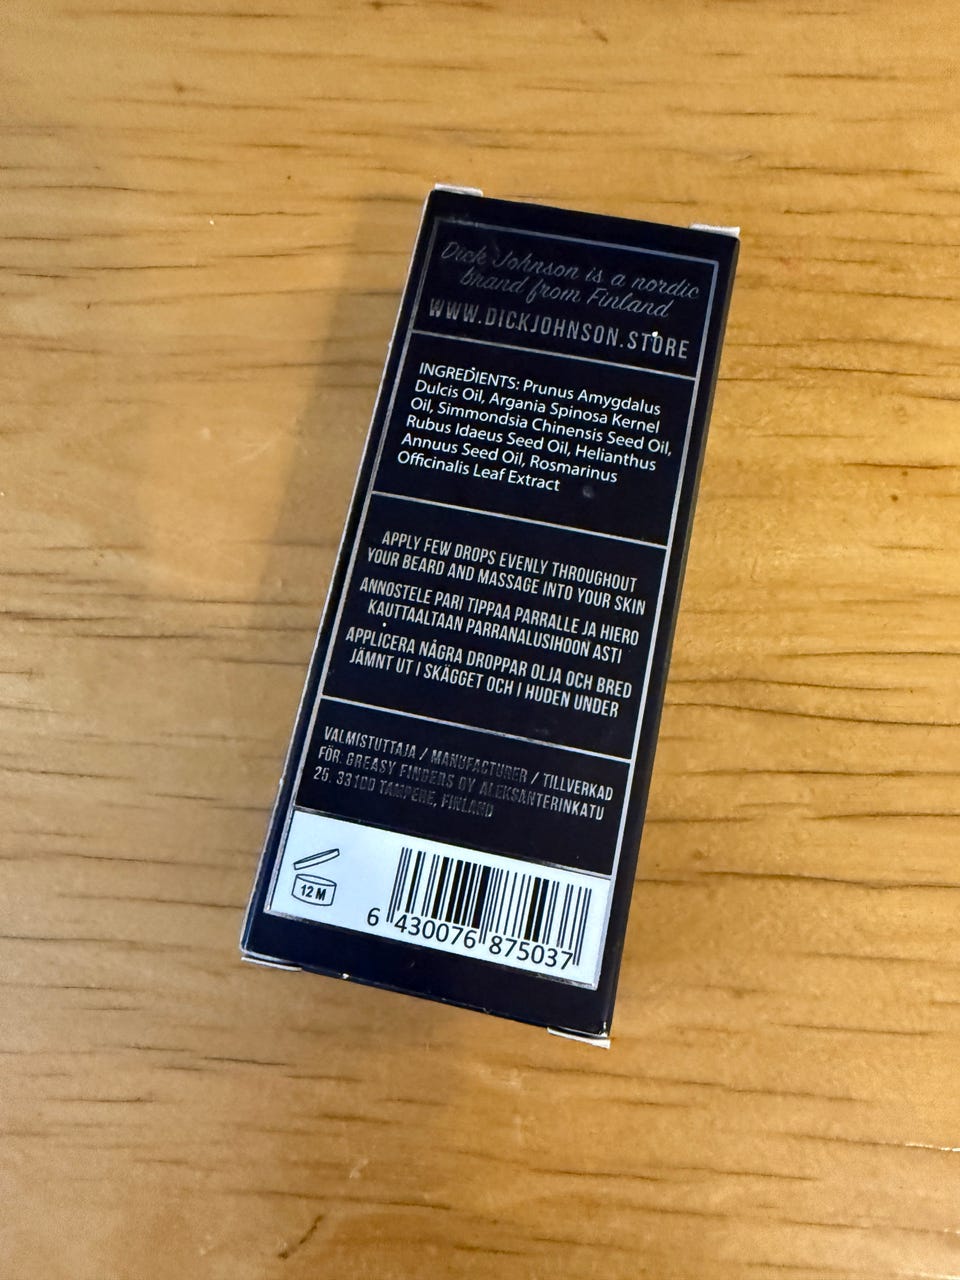 Dick Johnson is a nordic
brand from Finland
WWW.DICKJOHNSON.STORE
INGREDIENTS: Prunus Amygdalus
Dulcis Oil, Argania Spinosa Kernel
Oil, Simmondsia Chinensis Seed Oil,
Rubus Idaeus Seed Oil, Helianthus
Annuus Seed Oil, Rosmarinus
Officinalis Leaf Extract
APPLY FEW DROPS EVENLY THROUGHOUT
YOUR BEARD AND MASSAGE INTO YOUR SKIN
ANNOSTELE PARI TIPPAA PARRALLE JA HIERO
KAUTTAALTAAN PARRANALUSIHOON ASTI
APPLICERA NÅGRA DROPPAR OLJA OCH BRED
JÄMNT UT I SKÄGGET OCH I HUDEN UNDER
VALMISTUTTAJA / MANUFACTURER / TILLVERKAD
FÖR: GREASY FINGERS OY ALEKSANTERINKATU
25, 33100 TAMPERE, FINLAND
12 M
6 430076 875037